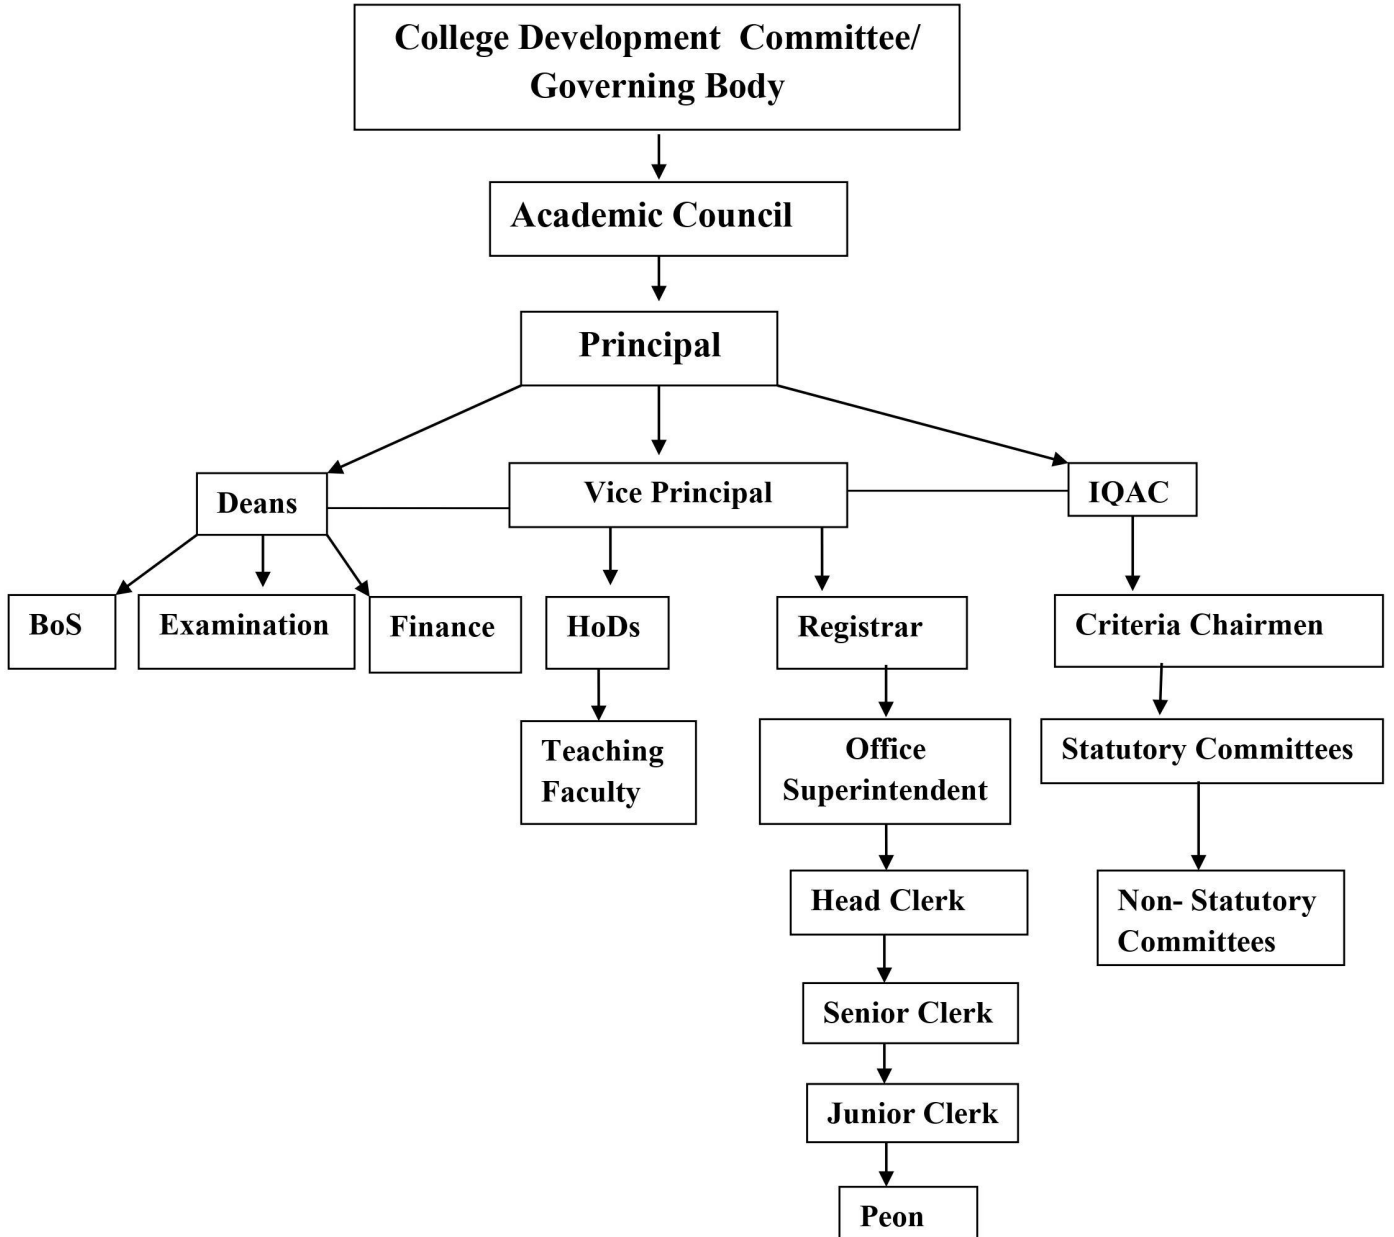 College Development Committee/
Governing Body
Academic Council
Principal
Deans
Vice Principal
IQAC
BoS
Examination
Finance
HoDs
Registrar
Criteria Chairmen
Teaching
Faculty
Office
Superintendent
Statutory Committees
Head Clerk
Non- Statutory
Committees
Senior Clerk
Junior Clerk
Peon